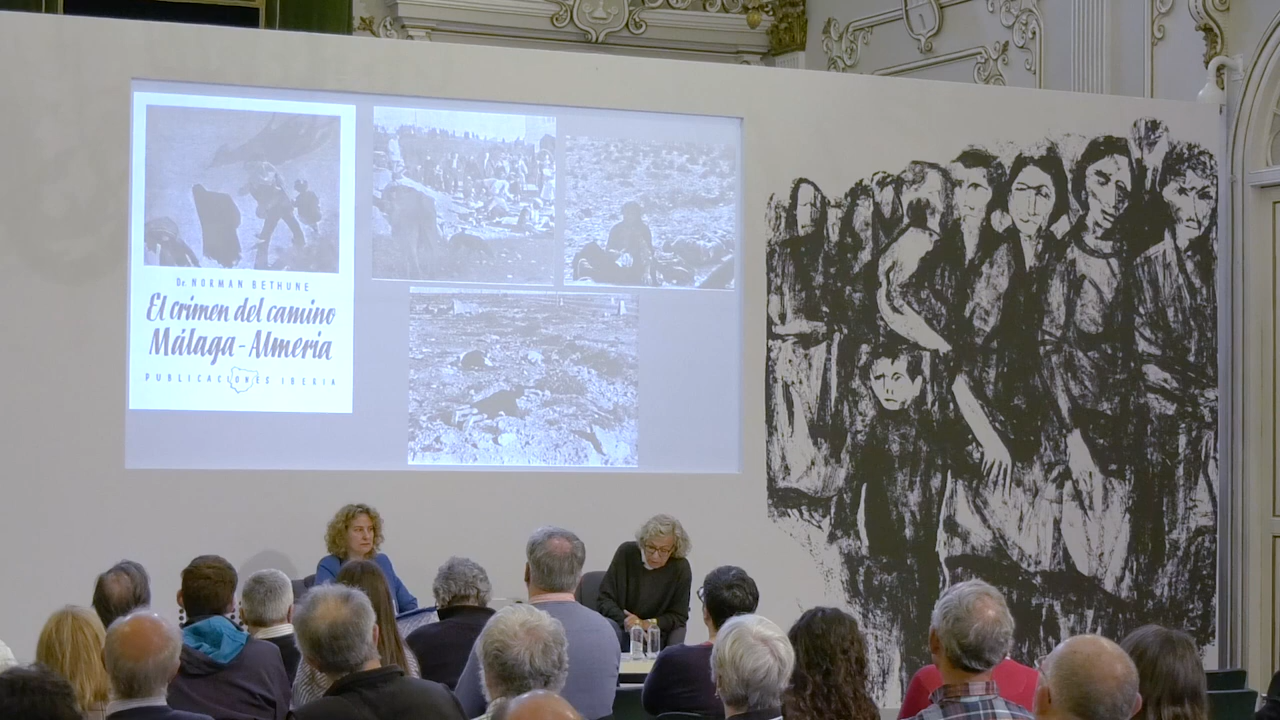 Dr. NORMAN BETHUNE
El crimen del camino
Málaga-Almería
PUBLICACIONES IBERIA